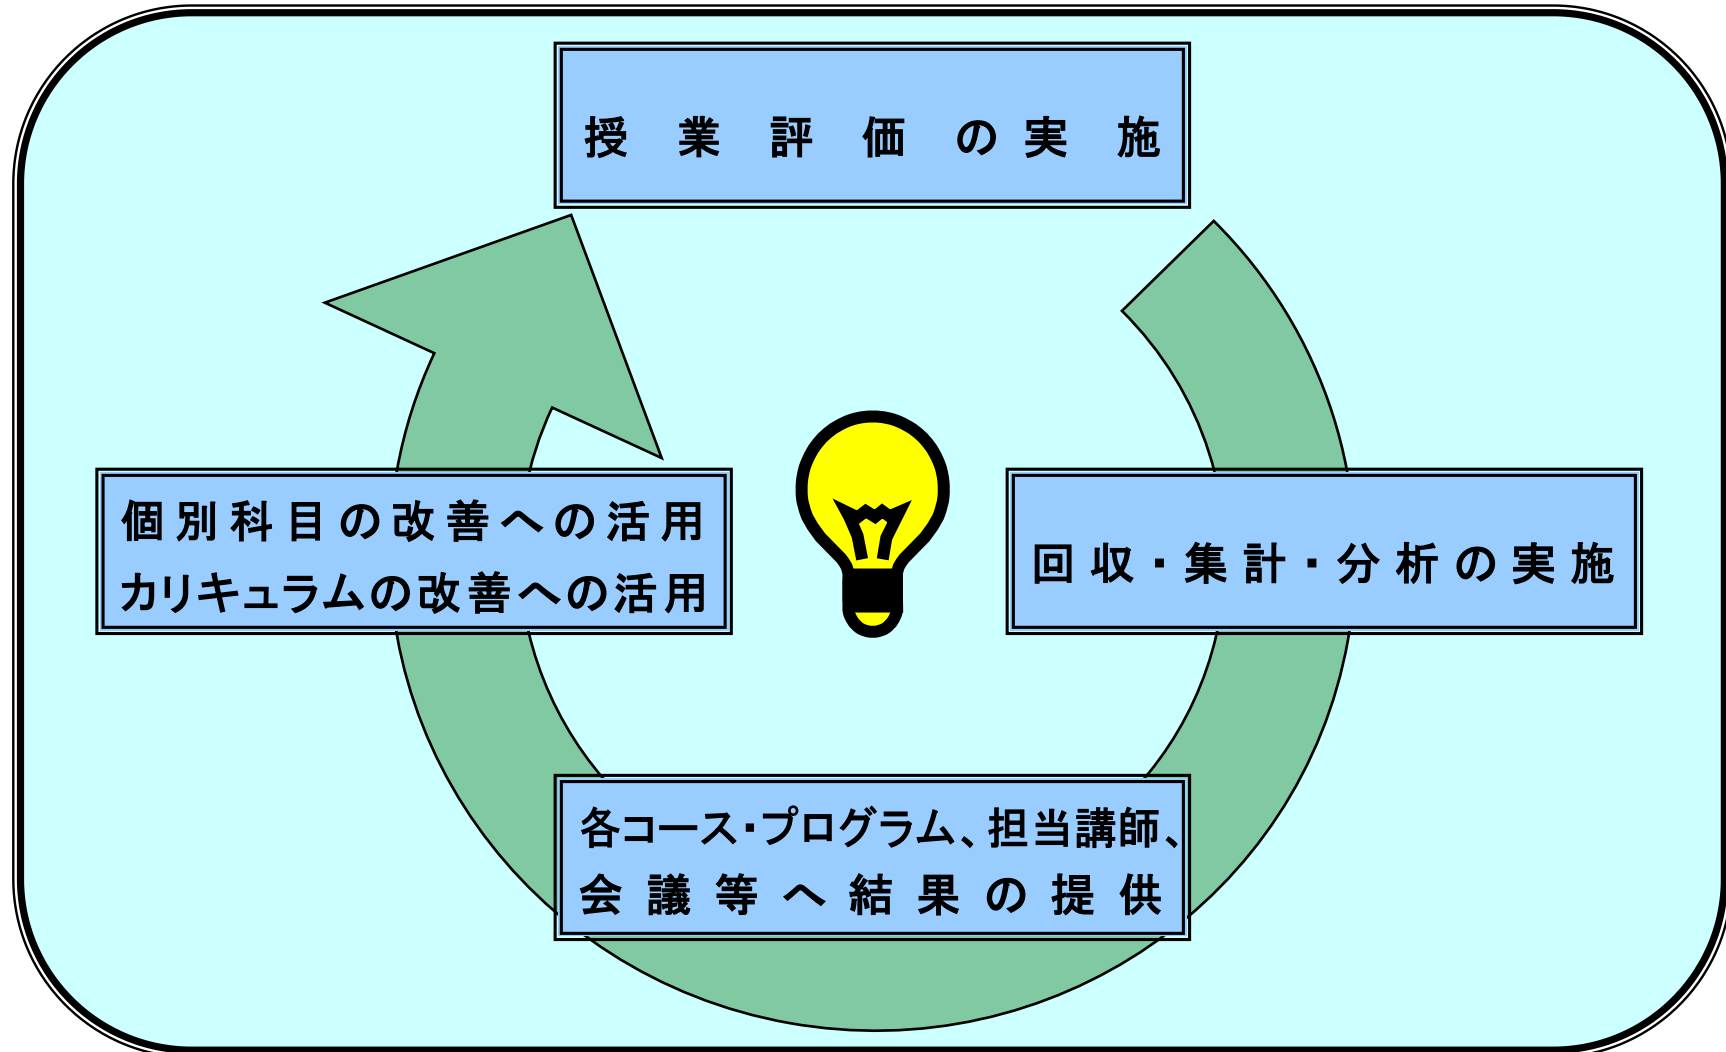 授業評価の実施
個別科目の改善への活用
カリキュラムの改善への活用
回収・集計・分析の実施
各コース・プログラム、担当講師、
会議等へ結果の提供